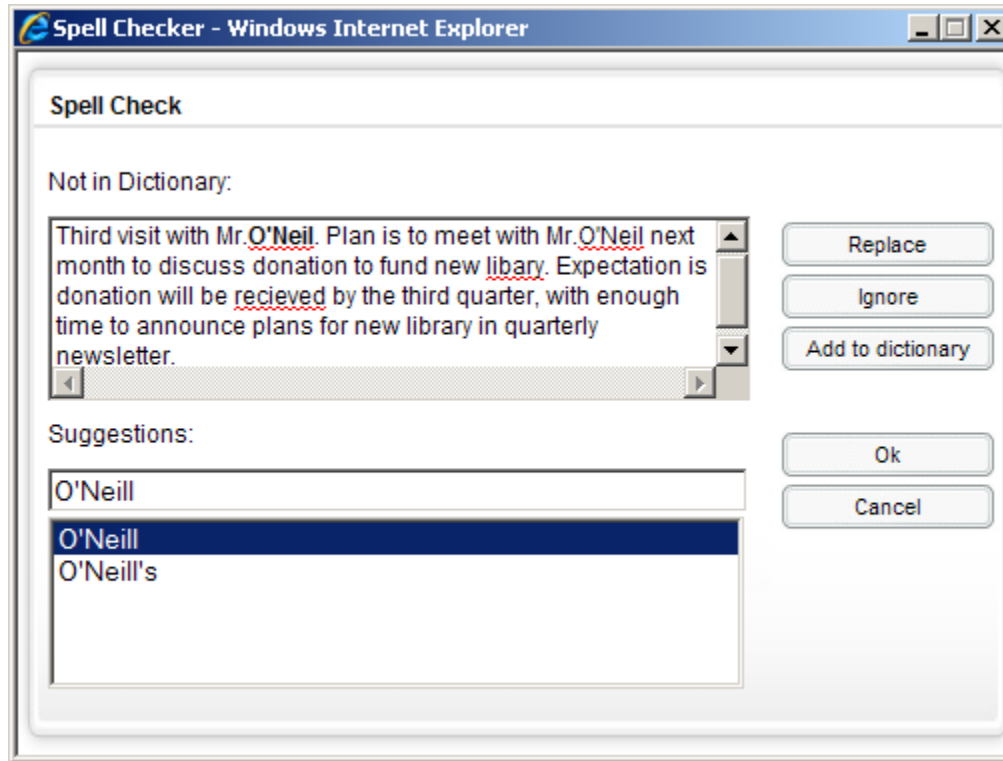 Spell Checker - Windows Internet Explorer
Spell Check
Not in Dictionary:
Third visit with Mr.O'Neil. Plan is to meet with Mr.O'Neil next
month to discuss donation to fund new libary. Expectation is
donation will be recieved by the third quarter, with enough
time to announce plans for new library in quarterly
newsletter.
Replace
Ignore
Add to dictionary
Suggestions:
O'Neill
O'Neill
O'Neill's
Ok
Cancel